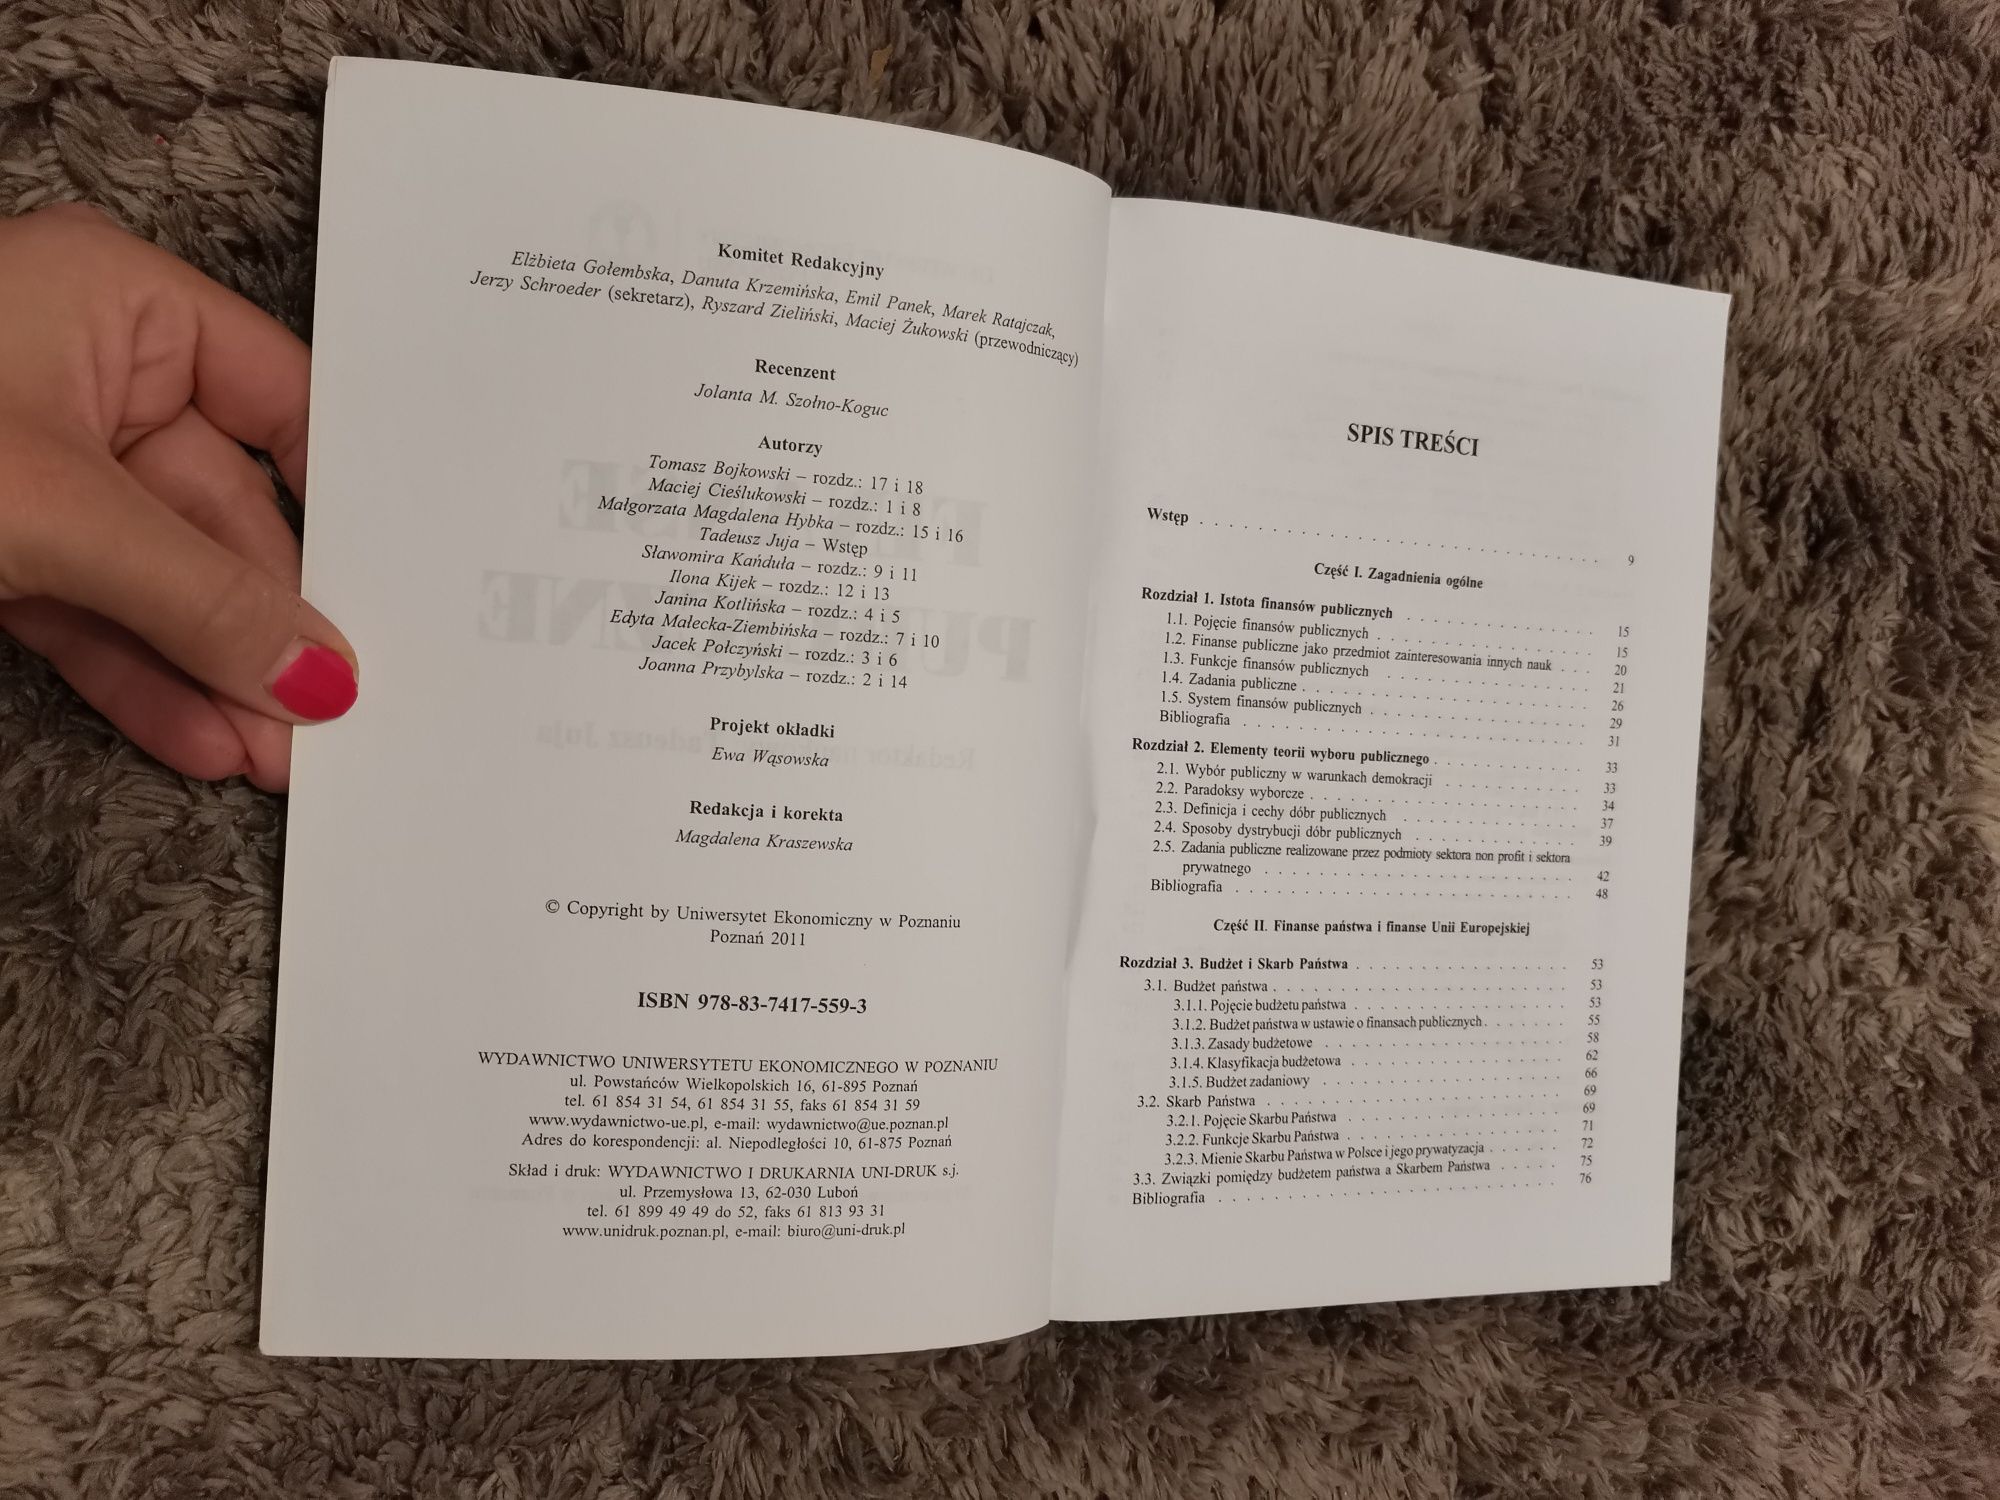 Komitet Redakcyjny
Elżbieta Gołembska, Danuta Krzemińska, Emil Panek, Marek Ratajczak,
Jerzy Schroeder (sekretarz), Ryszard Zieliński, Maciej Żukowski (przewodniczący)
Recenzent
Jolanta M. Szołno-Koguc
Autorzy
Tomasz Bojkowski – rozdz.: 17 i 18
Maciej Cieślukowski – rozdz.: 1 i 8
Małgorzata Magdalena Hybka – rozdz.: 15 i 16
Tadeusz Juja – Wstęp
Sławomira Kańduła – rozdz.: 9 i 11
Ilona Kijek – rozdz.: 12 i 13
Janina Kotlińska – rozdz.: 4 i 5
Edyta Małecka-Ziembińska – rozdz.: 7 i 10
Jacek Połczyński – rozdz.: 3 i 6
Joanna Przybylska – rozdz.: 2 i 14
Projekt okładki
Ewa Wąsowska
Redakcja i korekta
Magdalena Kraszewska
© Copyright by Uniwersytet Ekonomiczny w Poznaniu
Poznań 2011
ISBN 978-83-7417-559-3
WYDAWNICTWO UNIWERSYTETU EKONOMICZNEGO W POZNANIU
ul. Powstańców Wielkopolskich 16, 61-895 Poznań
tel. 61 854 31 54, 61 854 31 55, faks 61 854 31 59
www.wydawnictwo-ue.pl, e-mail: wydawnictwo@ue.poznan.pl
Adres do korespondencji: al. Niepodległości 10, 61-875 Poznań
Skład i druk: WYDAWNICTWO I DRUKARNIA UNI-DRUK s.j.
ul. Przemysłowa 13, 62-030 Luboń
tel. 61 899 49 49 do 52, faks 61 813 93 31
www.unidruk.poznan.pl, e-mail: biuro@uni-druk.pl
SPIS TREŚCI
Wstęp . . . . . . . . . . 9
Część I. Zagadnienia ogólne
Rozdział 1. Istota finansów publicznych . . . . . . . . . . 15
1.1. Pojęcie finansów publicznych . . . . . . . . . . 15
1.2. Finanse publiczne jako przedmiot zainteresowania innych nauk . . . 20
1.3. Funkcje finansów publicznych . . . . . . . . . . 21
1.4. Zadania publiczne . . . . . . . . . . 26
1.5. System finansów publicznych . . . . . . . . . . 29
Bibliografia . . . . . . . . . . 31
Rozdział 2. Elementy teorii wyboru publicznego . . . . . . . . . . 33
2.1. Wybór publiczny w warunkach demokracji . . . . . . . . 33
2.2. Paradoksy wyborcze . . . . . . . . . . 34
2.3. Definicja i cechy dóbr publicznych . . . . . . . . . . 37
2.4. Sposoby dystrybucji dóbr publicznych . . . . . . . . . . 39
2.5. Zadania publiczne realizowane przez podmioty sektora non profit i sektora
prywatnego . . . . . . . . . . 42
Bibliografia . . . . . . . . . . 48
Część II. Finanse państwa i finanse Unii Europejskiej
Rozdział 3. Budżet i Skarb Państwa . . . . . . . . . . 53
3.1. Budżet państwa . . . . . . . . . . 53
3.1.1. Pojęcie budżetu państwa . . . . . . . . . . 53
3.1.2. Budżet państwa w ustawie o finansach publicznych . . . . . 55
3.1.3. Zasady budżetowe . . . . . . . . . . 58
3.1.4. Klasyfikacja budżetowa . . . . . . . . . . 62
3.1.5. Budżet zadaniowy . . . . . . . . . . 66
3.2. Skarb Państwa . . . . . . . . . . 69
3.2.1. Pojęcie Skarbu Państwa . . . . . . . . . . 69
3.2.2. Funkcje Skarbu Państwa . . . . . . . . . . 71
3.2.3. Mienie Skarbu Państwa w Polsce i jego prywatyzacja . . . . 72
3.3. Związki pomiędzy budżetem państwa a Skarbem Państwa . . . . . 75
Bibliografia . . . . . . . . . . 76